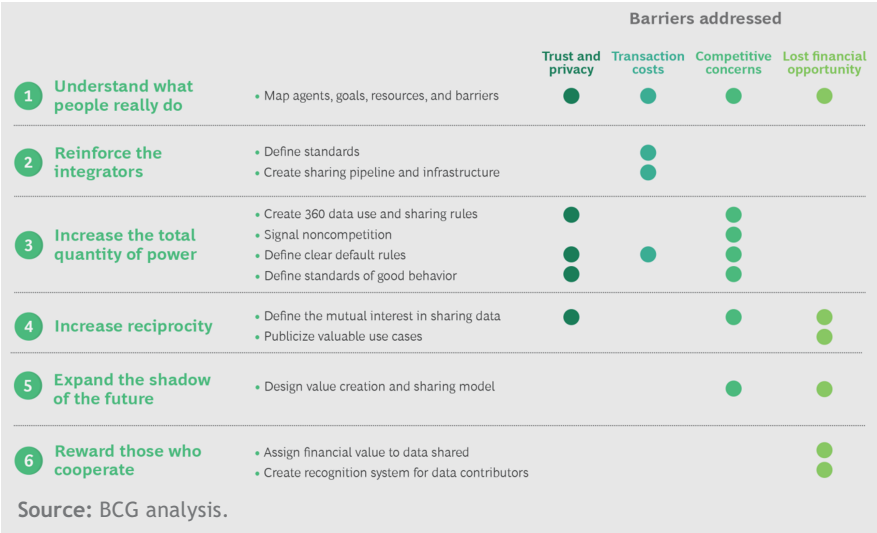 Barriers addressed
Trust and privacy
Transaction costs
Competitive concerns
Lost financial opportunity
1
Understand what
people really do
• Map agents, goals, resources, and barriers
2
Reinforce the
integrators
• Define standards
• Create sharing pipeline and infrastructure
3
Increase the total
quantity of power
• Create 360 data use and sharing rules
• Signal noncompetition
• Define clear default rules
• Define standards of good behavior
4
Increase reciprocity
• Define the mutual interest in sharing data
• Publicize valuable use cases
5
Expand the shadow
of the future
• Design value creation and sharing model
6
Reward those who
cooperate
• Assign financial value to data shared
• Create recognition system for data contributors
Source: BCG analysis.